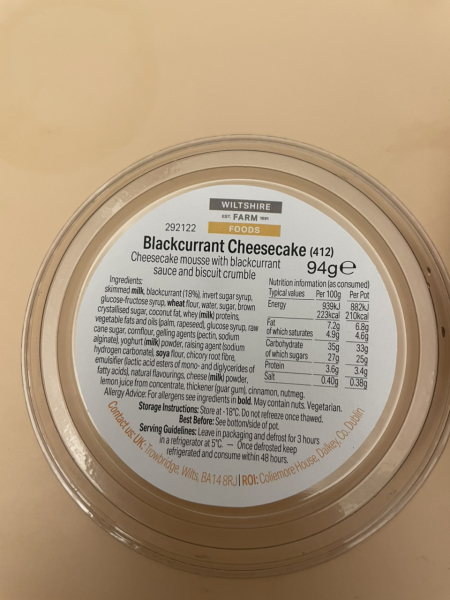 WILTSHIRE
EST. FARM 1991
FOODS
292122
Blackcurrant Cheesecake (412)
Cheesecake mousse with blackcurrant
sauce and biscuit crumble
94g℮
Ingredients:
skimmed milk, blackcurrant (18%), invert sugar syrup,
glucose-fructose syrup, wheat flour, water, sugar, brown
crystallised sugar, coconut fat, whey (milk) proteins,
vegetable fats and oils (palm, rapeseed), glucose syrup, raw
cane sugar, cornflour, gelling agents (pectin, sodium
alginate), yoghurt (milk) powder, raising agent (sodium
hydrogen carbonate), soya flour, chicory root fibre,
emulsifier (lactic acid esters of mono- and diglycerides of
fatty acids), natural flavourings, cheese (milk) powder,
lemon juice from concentrate, thickener (guar gum), cinnamon, nutmeg.
Nutrition information (as consumed)
Typical values Per 100g Per Pot
Energy 939kJ 882kJ
223kcal 210kcal
Fat 7.2g 6.8g
of which saturates 4.9g 4.6g
Carbohydrate 35g 33g
of which sugars 27g 25g
Protein 3.6g 3.4g
Salt 0.40g 0.38g
Allergy Advice: For allergens see ingredients in bold. May contain nuts. Vegetarian.
Storage Instructions: Store at -18°C. Do not refreeze once thawed.
Best Before: See bottom/side of pot.
Serving Guidelines: Leave in packaging and defrost for 3 hours
in a refrigerator at 5°C. — Once defrosted keep
refrigerated and consume within 48 hours.
Contact us: UK: Trowbridge, Wilts, BA14 8RJ | ROI: Coliemore House, Dalkey, Co. Dublin